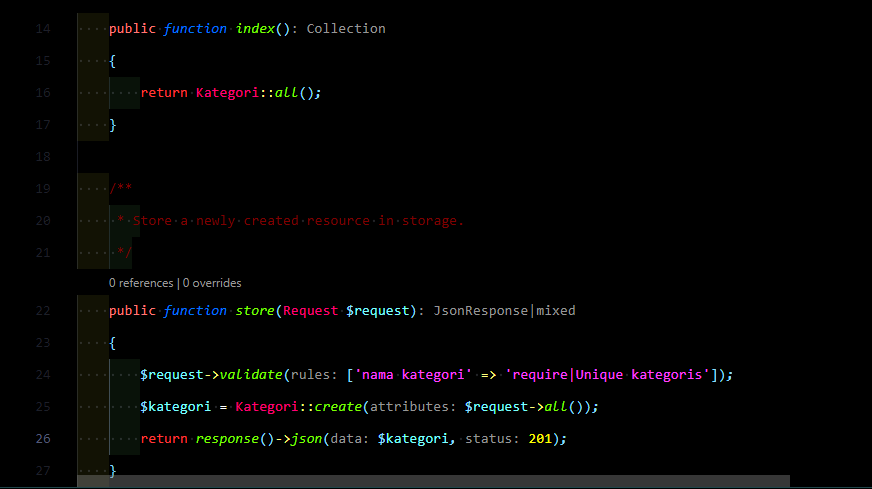 14 public function index(): Collection
15 {
16 return Kategori::all();
17 }
18
19 /**
20 * Store a newly created resource in storage.
21 */
0 references | 0 overrides
22 public function store(Request $request): JsonResponse|mixed
23 {
24 $request->validate(rules: ['nama kategori' => 'require|Unique kategoris']);
25 $kategori = Kategori::create(attributes: $request->all());
26 return response()->json(data: $kategori, status: 201);
27 }